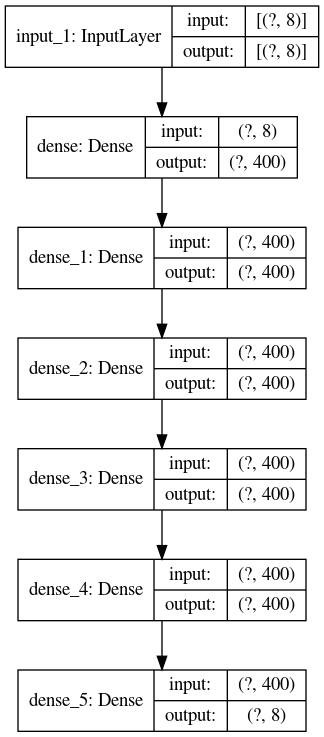 input_1: InputLayer
input: [(?, 8)]
output: [(?, 8)]
dense: Dense
input: (?, 8)
output: (?, 400)
dense_1: Dense
input: (?, 400)
output: (?, 400)
dense_2: Dense
input: (?, 400)
output: (?, 400)
dense_3: Dense
input: (?, 400)
output: (?, 400)
dense_4: Dense
input: (?, 400)
output: (?, 400)
dense_5: Dense
input: (?, 400)
output: (?, 8)